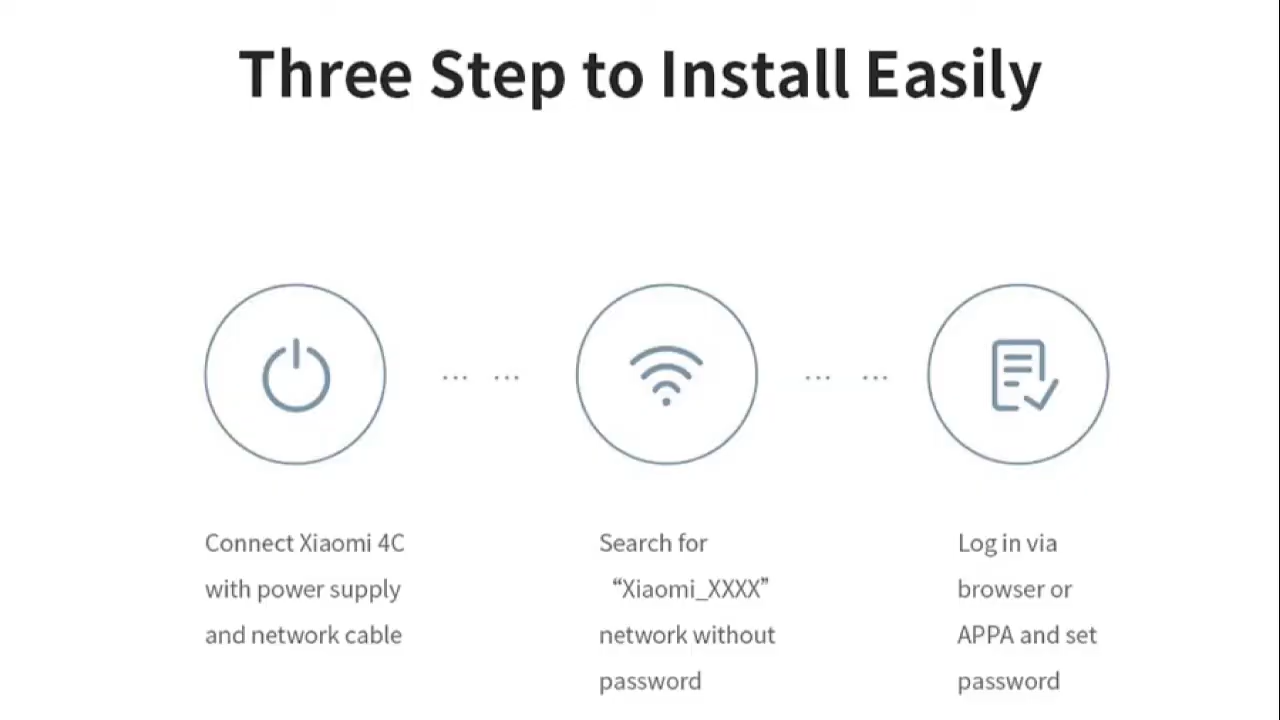 Three Step to Install Easily
Connect Xiaomi 4C
with power supply
and network cable
Search for
“Xiaomi_XXXX”
network without
password
Log in via
browser or
APPA and set
password